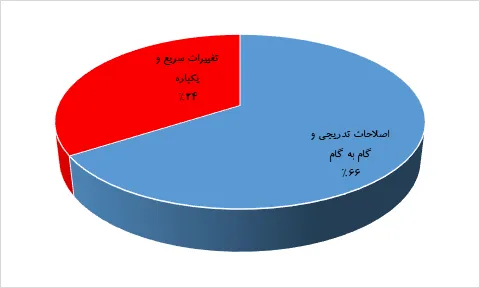 تغییرات سریع و
یکباره
٪۳۴
اصلاحات تدریجی و
گام به گام
٪۶۶